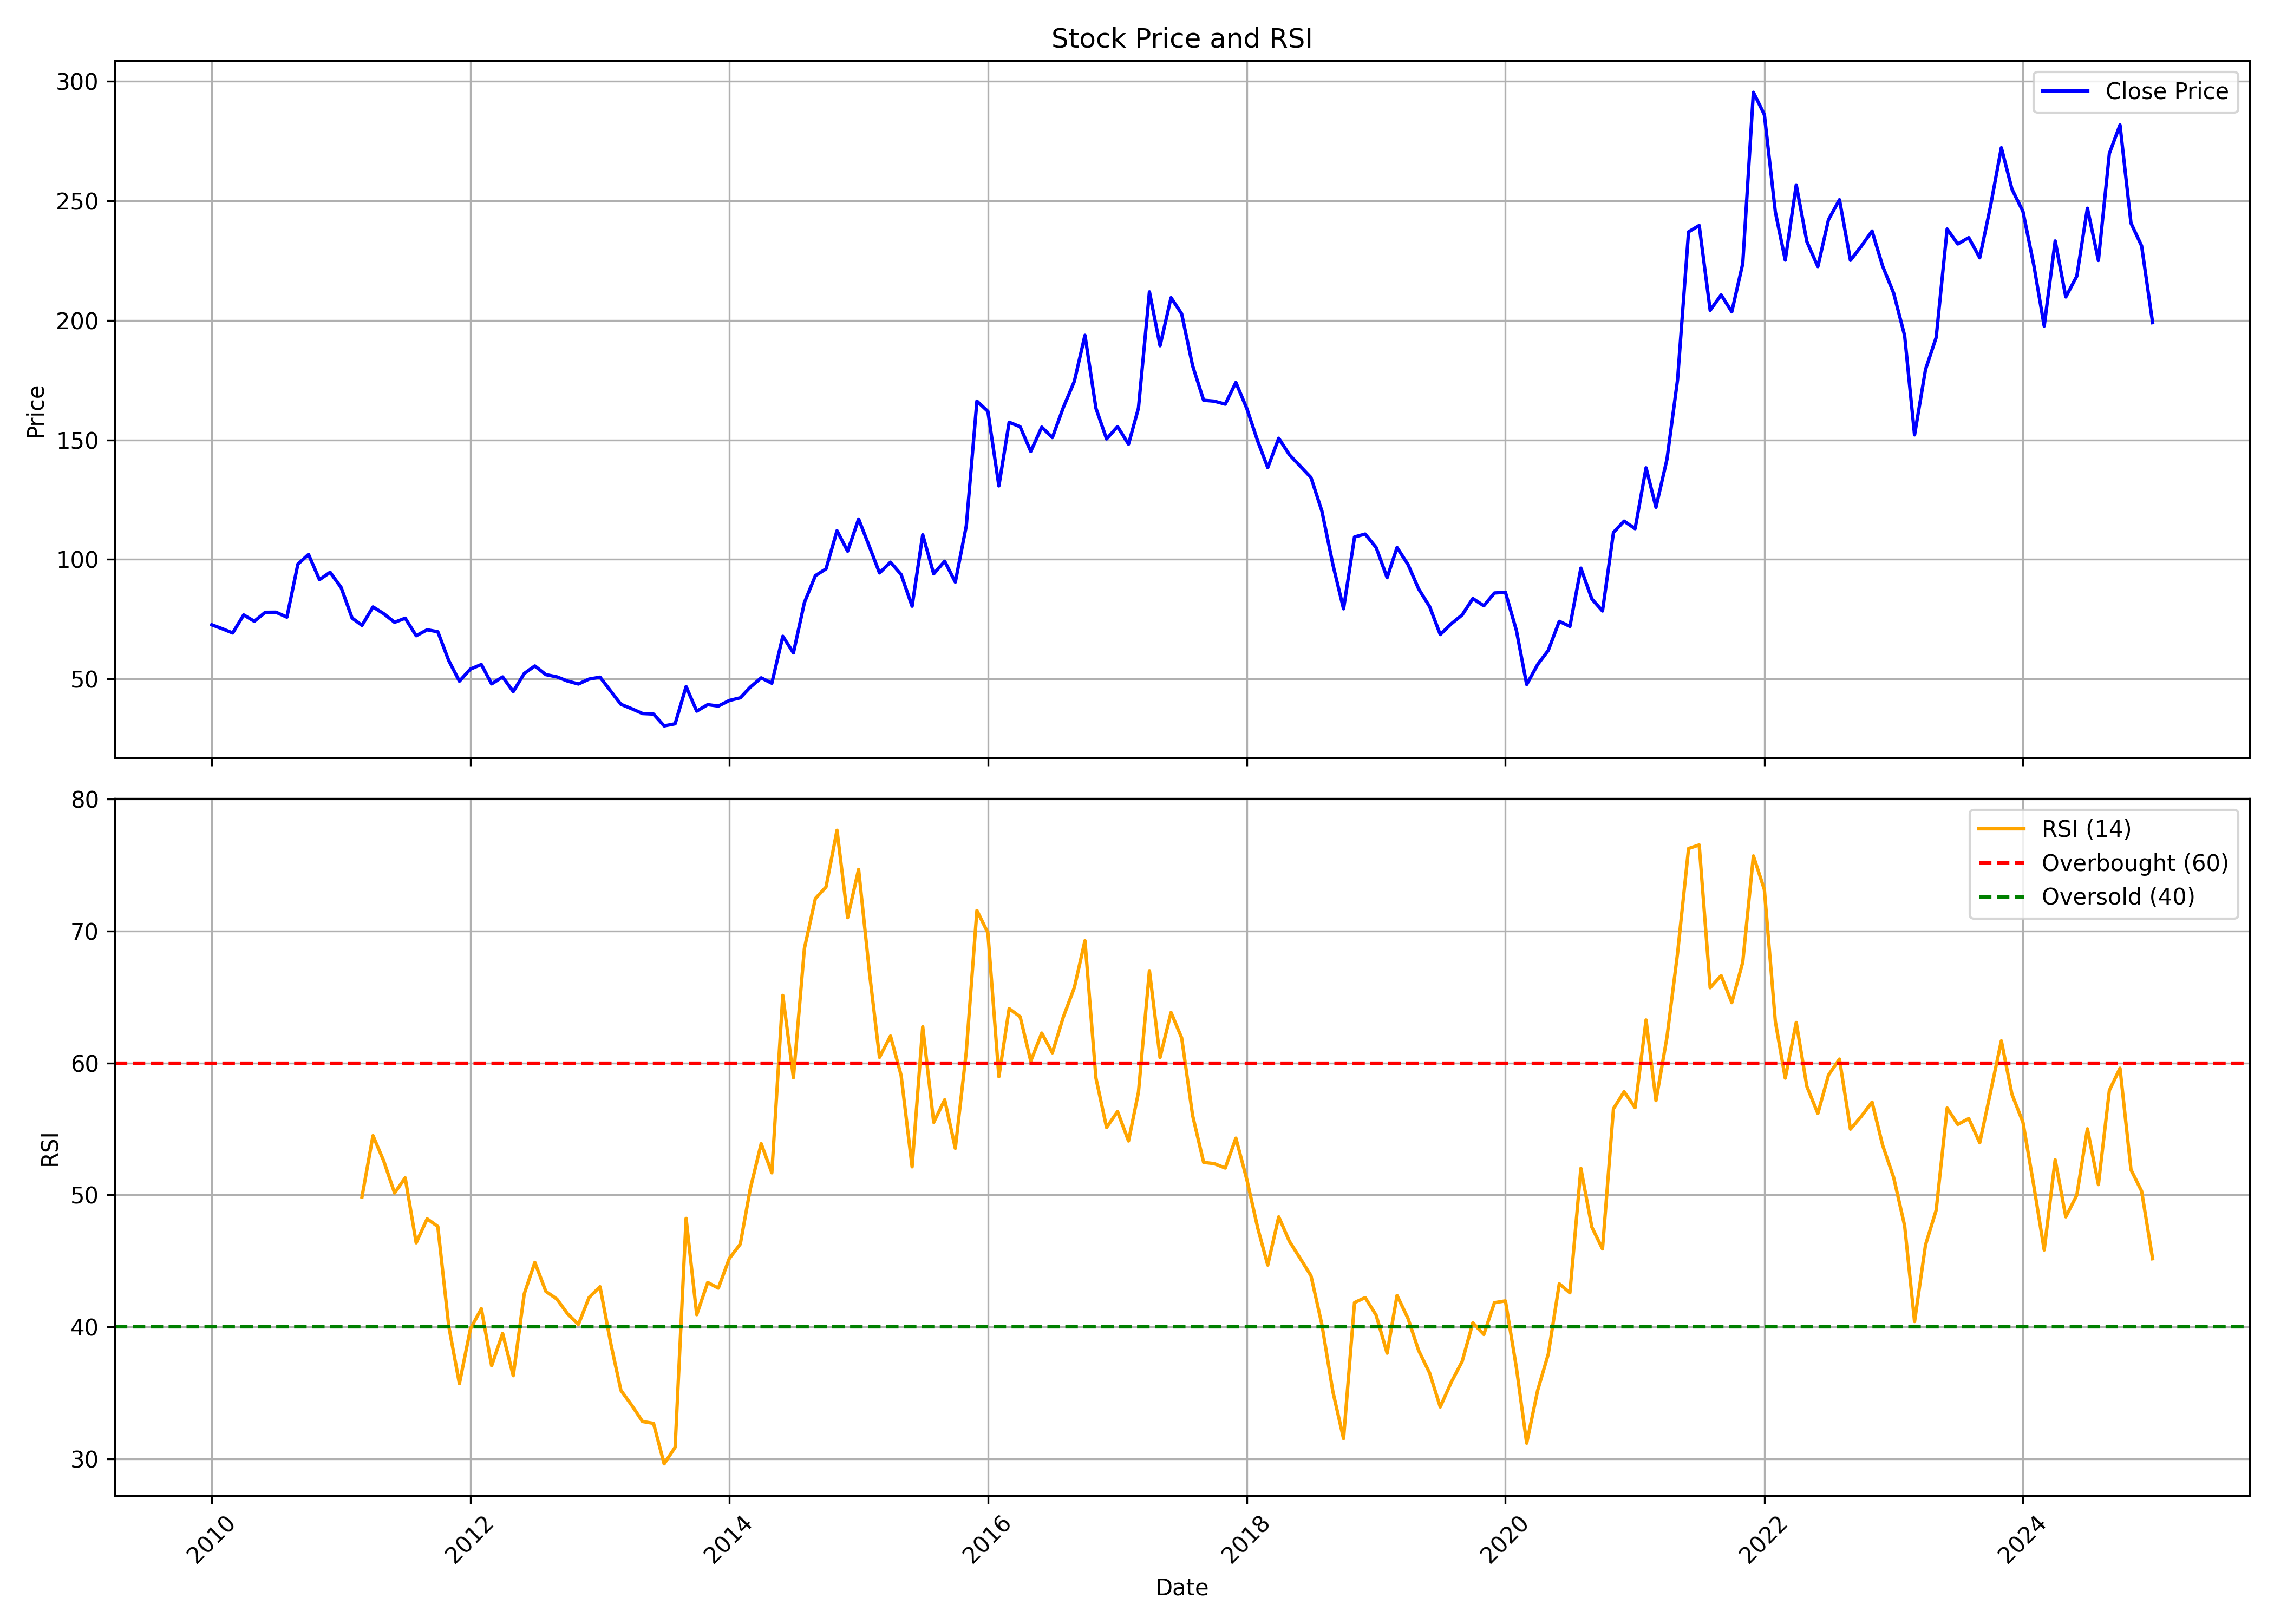 Stock Price and RSI
300
250
200
150
100
50
Price
Close Price
80
70
60
50
40
30
RSI
RSI (14)
Overbought (60)
Oversold (40)
2010
2012
2014
2016
2018
2020
2022
2024
Date